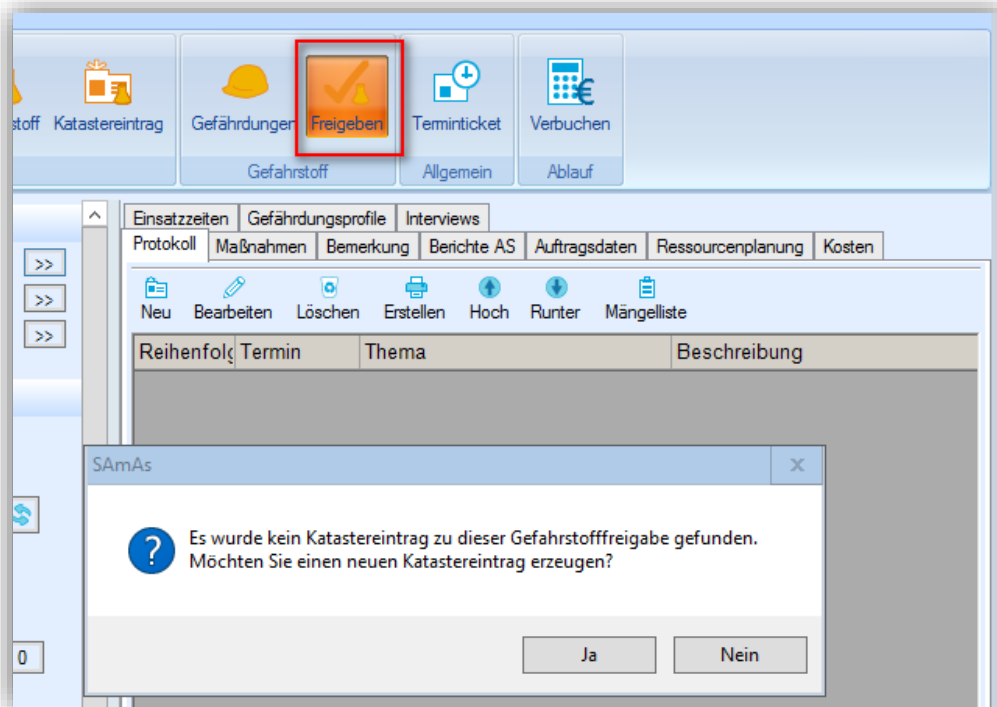 stoff Katastereintrag Gefährdungen Freigeben Terminticket Verbuchen
Gefahrstoff Allgemein Ablauf
Einsatzzeiten Gefährdungsprofile Interviews
Protokoll Maßnahmen Bemerkung Berichte AS Auftragsdaten Ressourcenplanung Kosten
>>
>>
>>
Neu Bearbeiten Löschen Erstellen Hoch Runter Mängelliste
Reihenfolg Termin Thema Beschreibung
SAmAs x
Es wurde kein Katastereintrag zu dieser Gefahrstofffreigabe gefunden.
Möchten Sie einen neuen Katastereintrag erzeugen?
0
Ja Nein